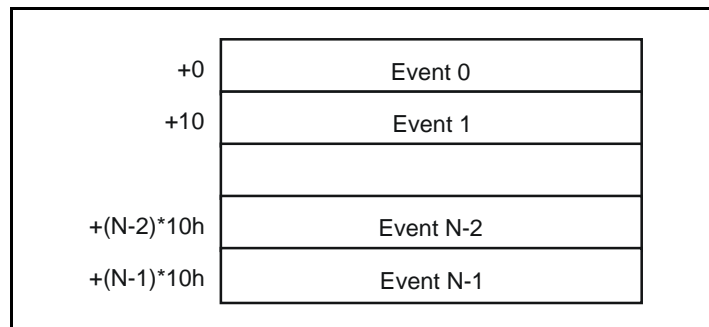 +0 Event 0
+10 Event 1
+(N-2)*10h Event N-2
+(N-1)*10h Event N-1